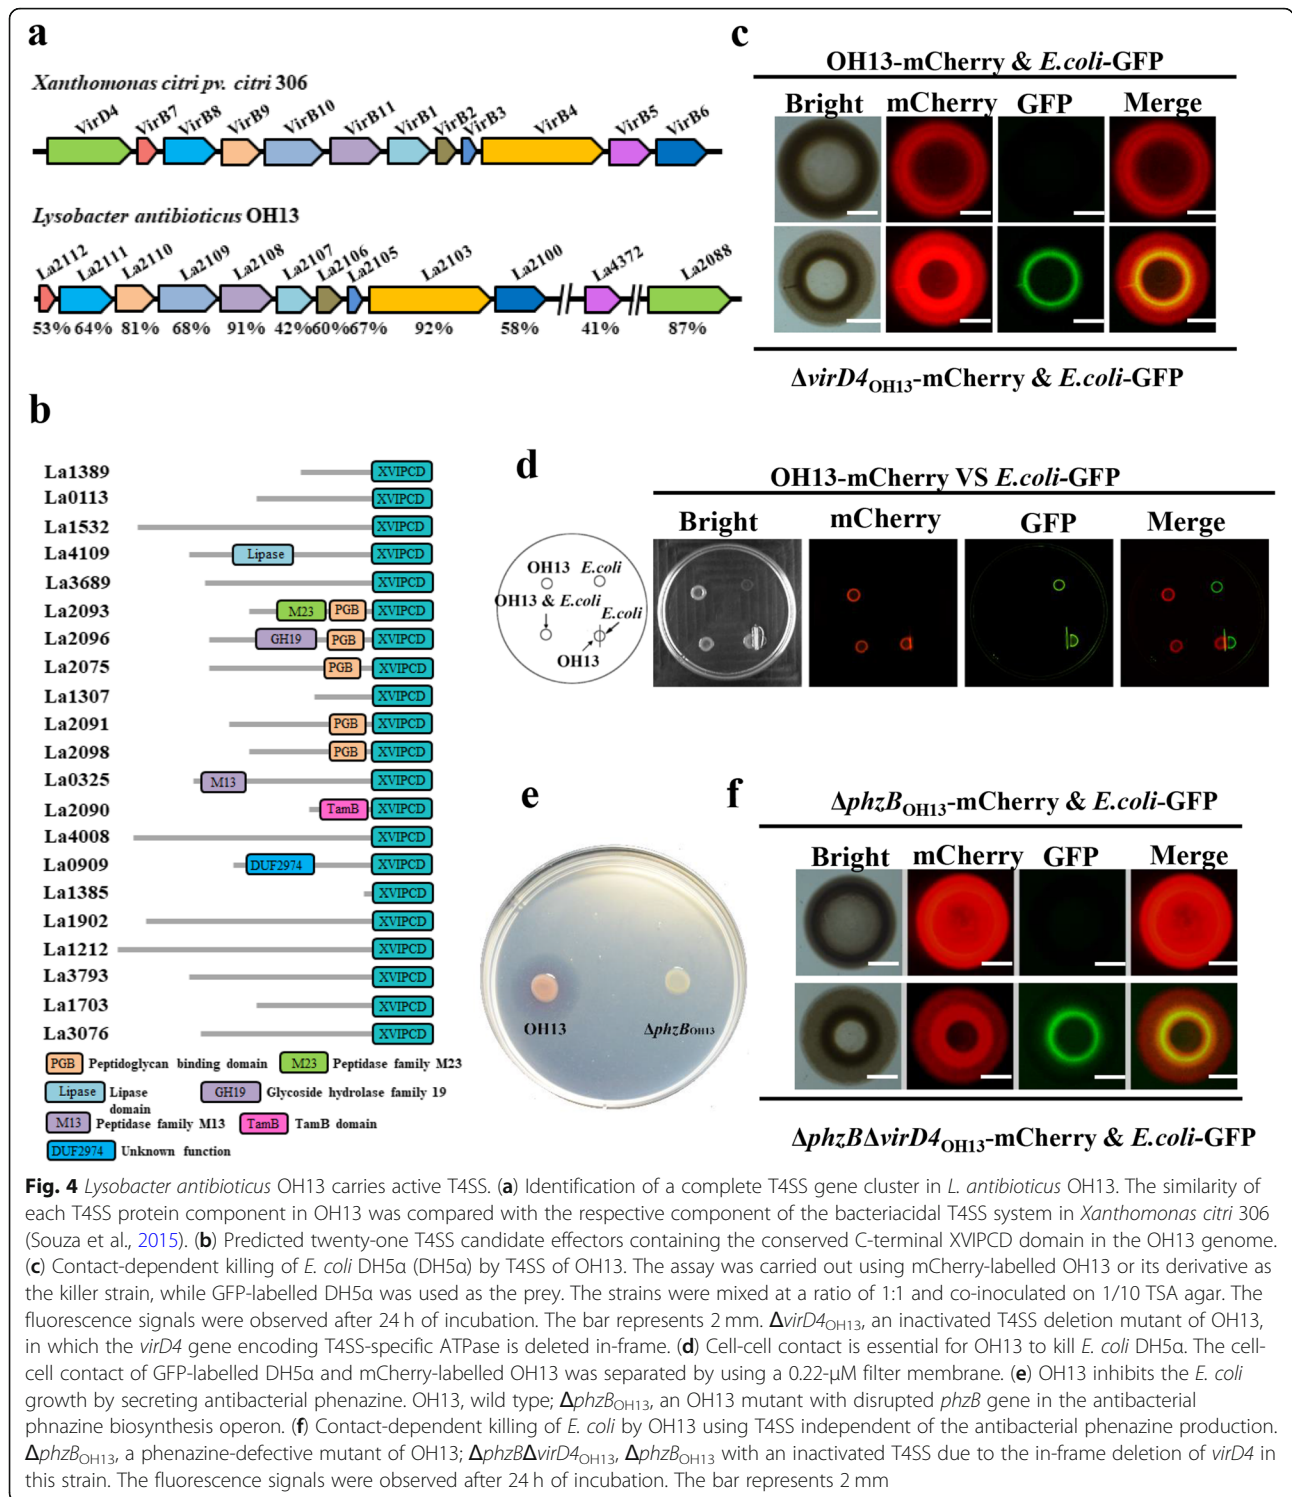 a
Xanthomonas citri pv. citri 306
VirD4 VirB7 VirB8 VirB9 VirB10 VirB11 VirB1 VirB2 VirB3 VirB4 VirB5 VirB6
Lysobacter antibioticus OH13
La2112 La2111 La2110 La2109 La2108 La2107 La2106 La2105 La2103 La2100 La4372 La2088
53% 64% 81% 68% 91% 42% 60% 67% 92% 58% 41% 87%
b
La1389 XVIPCD
La0113 XVIPCD
La1532 XVIPCD
La4109 Lipase XVIPCD
La3689 XVIPCD
La2093 M23 PGB XVIPCD
La2096 GH19 PGB XVIPCD
La2075 PGB XVIPCD
La1307 XVIPCD
La2091 PGB XVIPCD
La2098 PGB XVIPCD
La0325 M13 XVIPCD
La2090 TamB XVIPCD
La4008 XVIPCD
La0909 DUF2974 XVIPCD
La1385 XVIPCD
La1902 XVIPCD
La1212 XVIPCD
La3793 XVIPCD
La1703 XVIPCD
La3076 XVIPCD
PGB Peptidoglycan binding domain M23 Peptidase family M23
Lipase Lipase domain GH19 Glycoside hydrolase family 19
M13 Peptidase family M13 TamB TamB domain
DUF2974 Unknown function
c
OH13-mCherry & E.coli-GFP
Bright mCherry GFP Merge
ΔvirD4OH13-mCherry & E.coli-GFP
d
OH13-mCherry VS E.coli-GFP
Bright mCherry GFP Merge
OH13 E.coli
OH13 & E.coli
E.coli
OH13
e
OH13 ΔphzBOH13
f
ΔphzBOH13-mCherry & E.coli-GFP
Bright mCherry GFP Merge
ΔphzBΔvirD4OH13-mCherry & E.coli-GFP
Fig. 4 Lysobacter antibioticus OH13 carries active T4SS. (a) Identification of a complete T4SS gene cluster in L. antibioticus OH13. The similarity of
each T4SS protein component in OH13 was compared with the respective component of the bacteriacidal T4SS system in Xanthomonas citri 306
(Souza et al., 2015). (b) Predicted twenty-one T4SS candidate effectors containing the conserved C-terminal XVIPCD domain in the OH13 genome.
(c) Contact-dependent killing of E. coli DH5α (DH5α) by T4SS of OH13. The assay was carried out using mCherry-labelled OH13 or its derivative as
the killer strain, while GFP-labelled DH5α was used as the prey. The strains were mixed at a ratio of 1:1 and co-inoculated on 1/10 TSA agar. The
fluorescence signals were observed after 24 h of incubation. The bar represents 2 mm. ΔvirD4OH13, an inactivated T4SS deletion mutant of OH13,
in which the virD4 gene encoding T4SS-specific ATPase is deleted in-frame. (d) Cell-cell contact is essential for OH13 to kill E. coli DH5α. The cell-
cell contact of GFP-labelled DH5α and mCherry-labelled OH13 was separated by using a 0.22-μM filter membrane. (e) OH13 inhibits the E. coli
growth by secreting antibacterial phenazine. OH13, wild type; ΔphzBOH13, an OH13 mutant with disrupted phzB gene in the antibacterial
phnazine biosynthesis operon. (f) Contact-dependent killing of E. coli by OH13 using T4SS independent of the antibacterial phenazine production.
ΔphzBOH13, a phenazine-defective mutant of OH13; ΔphzBΔvirD4OH13, ΔphzBOH13 with an inactivated T4SS due to the in-frame deletion of virD4 in
this strain. The fluorescence signals were observed after 24 h of incubation. The bar represents 2 mm